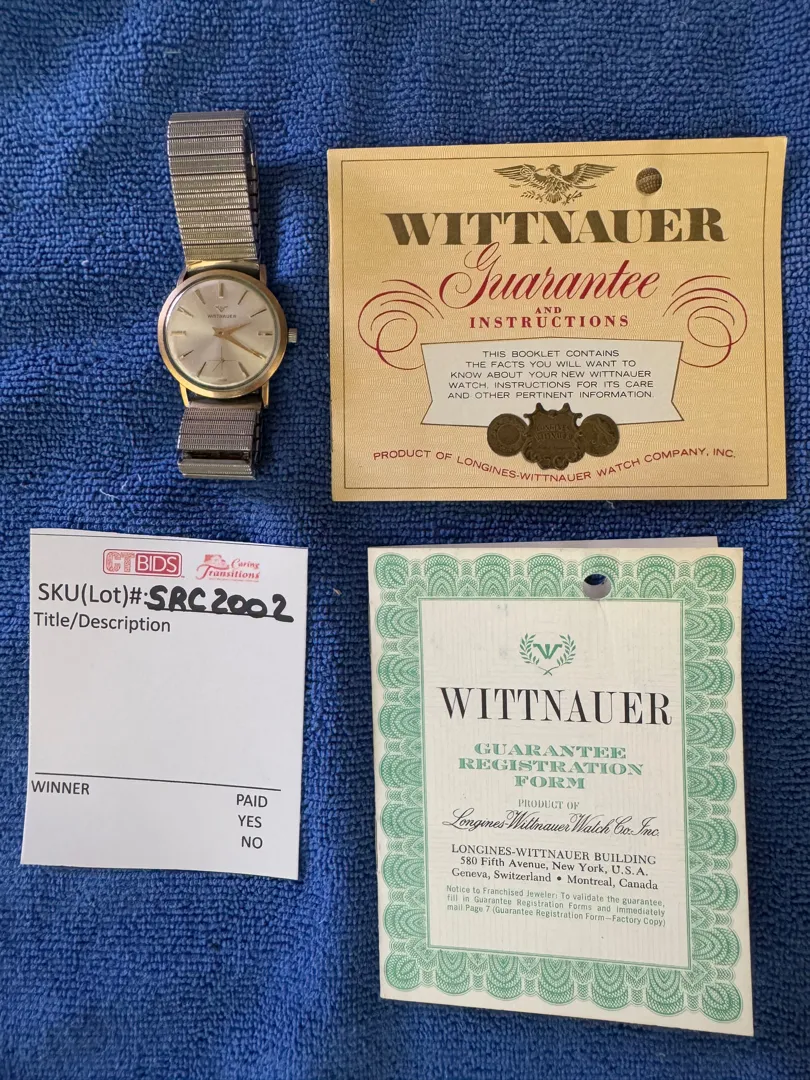 WITTNAUER
WITTNAUER
Guarantee
AND
INSTRUCTIONS
THIS BOOKLET CONTAINS
THE FACTS YOU WILL WANT TO
KNOW ABOUT YOUR NEW WITTNAUER
WATCH, INSTRUCTIONS FOR ITS CARE
AND OTHER PERTINENT INFORMATION.
PRODUCT OF LONGINES-WITTNAUER WATCH COMPANY, INC.
CTBIDS
Caring
Transitions
SKU(Lot)#:SRC2002
Title/Description
WINNER
PAID
YES
NO
WITTNAUER
GUARANTEE
REGISTRATION
FORM
PRODUCT OF
Longines-Wittnauer Watch Co. Inc.
LONGINES-WITTNAUER BUILDING
580 Fifth Avenue, New York, U.S.A.
Geneva, Switzerland • Montreal, Canada
Notice to Franchised Jeweler: To validate the guarantee,
fill in Guarantee Registration Forms and immediately
mail Page 7 (Guarantee Registration Form—Factory Copy)